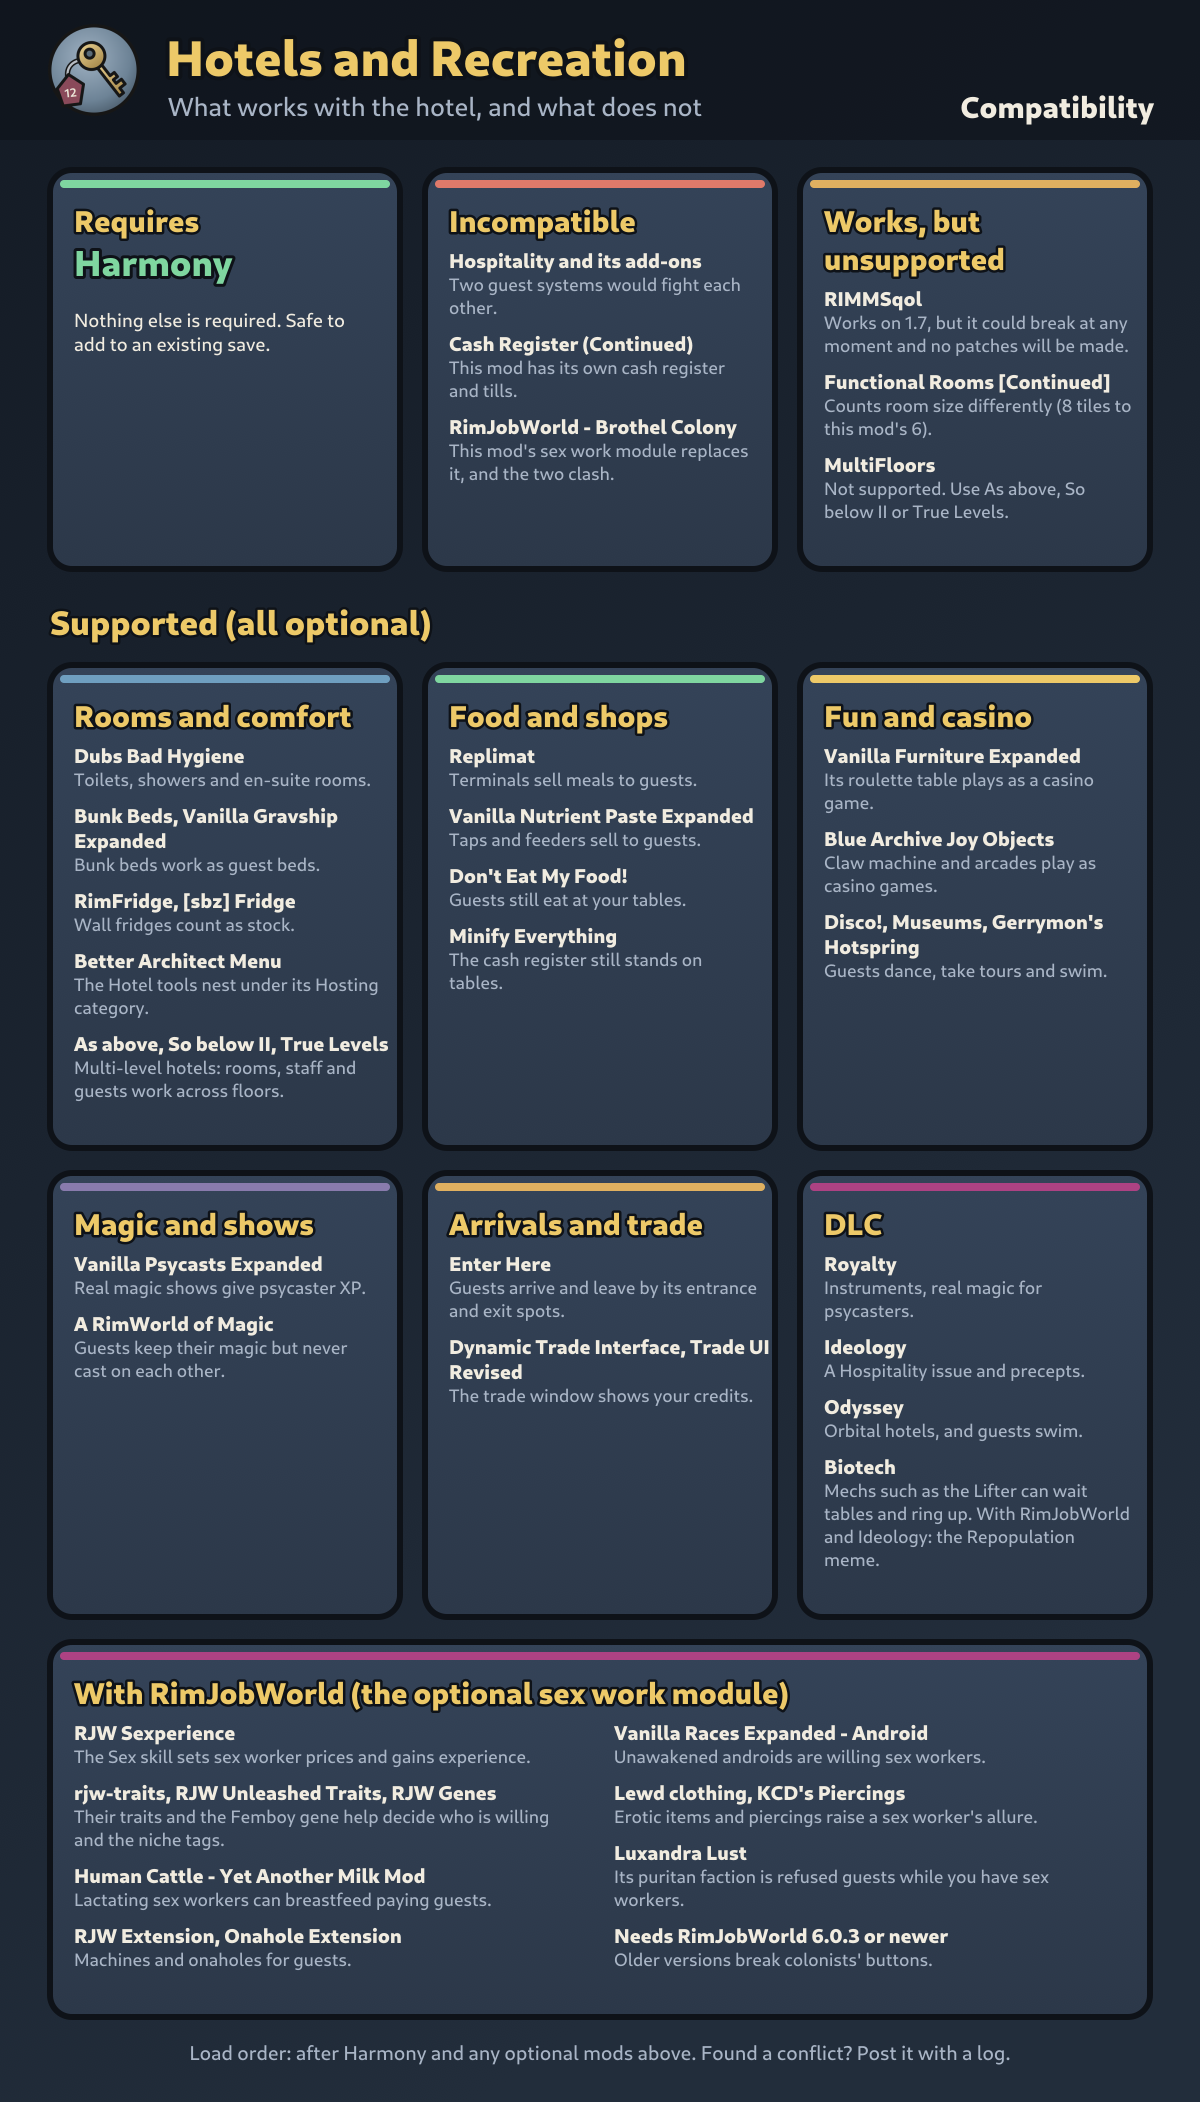 12
Hotels and Recreation
What works with the hotel, and what does not
Compatibility
Requires
Harmony
Nothing else is required. Safe to
add to an existing save.
Incompatible
Hospitality and its add-ons
Two guest systems would fight each
other.
Cash Register (Continued)
This mod has its own cash register
and tills.
RimJobWorld - Brothel Colony
This mod's sex work module replaces
it, and the two clash.
Works, but
unsupported
RIMMSqol
Works on 1.7, but it could break at any
moment and no patches will be made.
Functional Rooms [Continued]
Counts room size differently (8 tiles to
this mod's 6).
MultiFloors
Not supported. Use As above, So
below II or True Levels.
Supported (all optional)
Rooms and comfort
Dubs Bad Hygiene
Toilets, showers and en-suite rooms.
Bunk Beds, Vanilla Gravship
Expanded
Bunk beds work as guest beds.
RimFridge, [sbz] Fridge
Wall fridges count as stock.
Better Architect Menu
The Hotel tools nest under its Hosting
category.
As above, So below II, True Levels
Multi-level hotels: rooms, staff and
guests work across floors.
Food and shops
Replimat
Terminals sell meals to guests.
Vanilla Nutrient Paste Expanded
Taps and feeders sell to guests.
Don't Eat My Food!
Guests still eat at your tables.
Minify Everything
The cash register still stands on
tables.
Fun and casino
Vanilla Furniture Expanded
Its roulette table plays as a casino
game.
Blue Archive Joy Objects
Claw machine and arcades play as
casino games.
Disco!, Museums, Gerrymon's
Hotspring
Guests dance, take tours and swim.
Magic and shows
Vanilla Psycasts Expanded
Real magic shows give psycaster XP.
A RimWorld of Magic
Guests keep their magic but never
cast on each other.
Arrivals and trade
Enter Here
Guests arrive and leave by its entrance
and exit spots.
Dynamic Trade Interface, Trade UI
Revised
The trade window shows your credits.
DLC
Royalty
Instruments, real magic for
psycasters.
Ideology
A Hospitality issue and precepts.
Odyssey
Orbital hotels, and guests swim.
Biotech
Mechs such as the Lifter can wait
tables and ring up. With RimJobWorld
and Ideology: the Repopulation
meme.
With RimJobWorld (the optional sex work module)
RJW Sexperience
The Sex skill sets sex worker prices and gains experience.
rjw-traits, RJW Unleashed Traits, RJW Genes
Their traits and the Femboy gene help decide who is willing
and the niche tags.
Human Cattle - Yet Another Milk Mod
Lactating sex workers can breastfeed paying guests.
RJW Extension, Onahole Extension
Machines and onaholes for guests.
Vanilla Races Expanded - Android
Unawakened androids are willing sex workers.
Lewd clothing, KCD's Piercings
Erotic items and piercings raise a sex worker's allure.
Luxandra Lust
Its puritan faction is refused guests while you have sex
workers.
Needs RimJobWorld 6.0.3 or newer
Older versions break colonists' buttons.
Load order: after Harmony and any optional mods above. Found a conflict? Post it with a log.